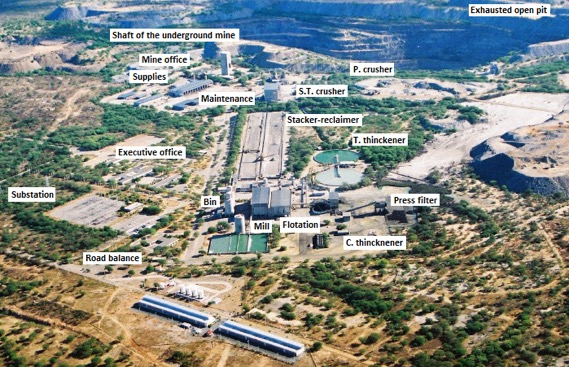 Exhausted open pit
Shaft of the underground mine
Mine office
P. crusher
Supplies
S.T. crusher
Maintenance
Stacker-reclaimer
T. thinckener
Executive office
Substation
Bin
Press filter
Mill
Flotation
C. thincknener
Road balance